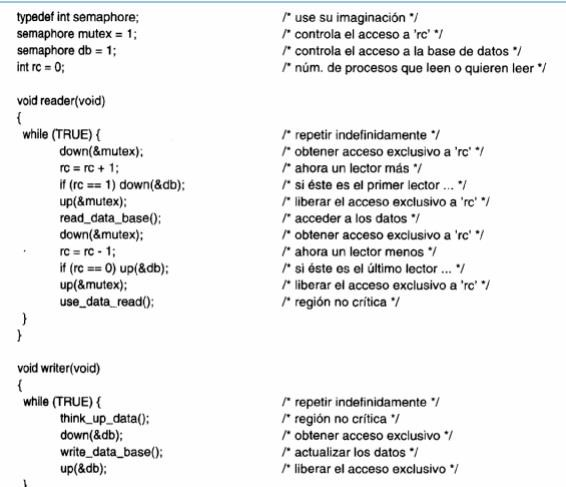 typedef int semaphore; /* use su imaginación */
semaphore mutex = 1; /* controla el acceso a 'rc' */
semaphore db = 1; /* controla el acceso a la base de datos */
int rc = 0; /* núm. de procesos que leen o quieren leer */
void reader(void)
{
while (TRUE) { /* repetir indefinidamente */
down(&mutex); /* obtener acceso exclusivo a 'rc' */
rc = rc + 1; /* ahora un lector más */
if (rc == 1) down(&db); /* si éste es el primer lector ... */
up(&mutex); /* liberar el acceso exclusivo a 'rc' */
read_data_base(); /* acceder a los datos */
down(&mutex); /* obtener acceso exclusivo a 'rc' */
rc = rc - 1; /* ahora un lector menos */
if (rc == 0) up(&db); /* si éste es el último lector ... */
up(&mutex); /* liberar el acceso exclusivo a 'rc' */
use_data_read(); /* región no crítica */
}
}
void writer(void)
{
while (TRUE) { /* repetir indefinidamente */
think_up_data(); /* región no crítica */
down(&db); /* obtener acceso exclusivo */
write_data_base(); /* actualizar los datos */
up(&db); /* liberar el acceso exclusivo */
}